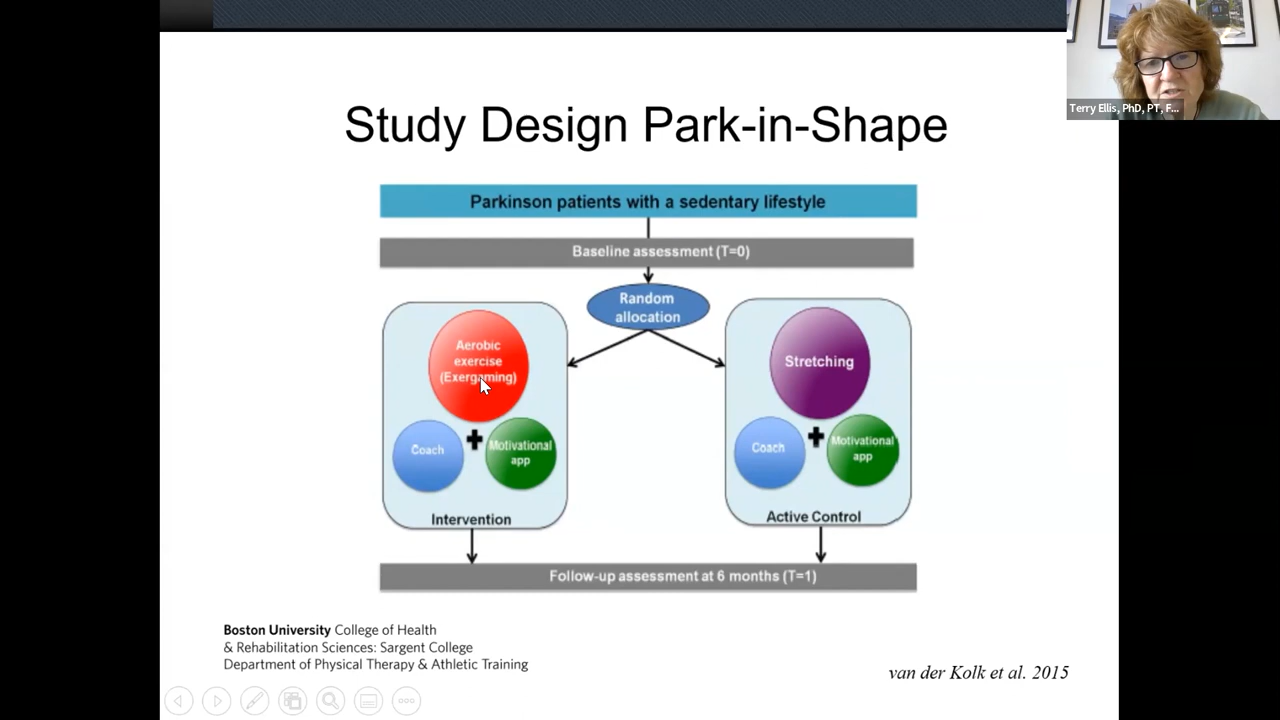 Terry Ellis, PhD, PT, F...
Study Design Park-in-Shape
Parkinson patients with a sedentary lifestyle
Baseline assessment (T=0)
Random
allocation
Aerobic
exercise
(Exergaming)
Coach
Motivational
app
Intervention
Stretching
Coach
Motivational
app
Active Control
Follow-up assessment at 6 months (T=1)
Boston University College of Health
& Rehabilitation Sciences: Sargent College
Department of Physical Therapy & Athletic Training
van der Kolk et al. 2015